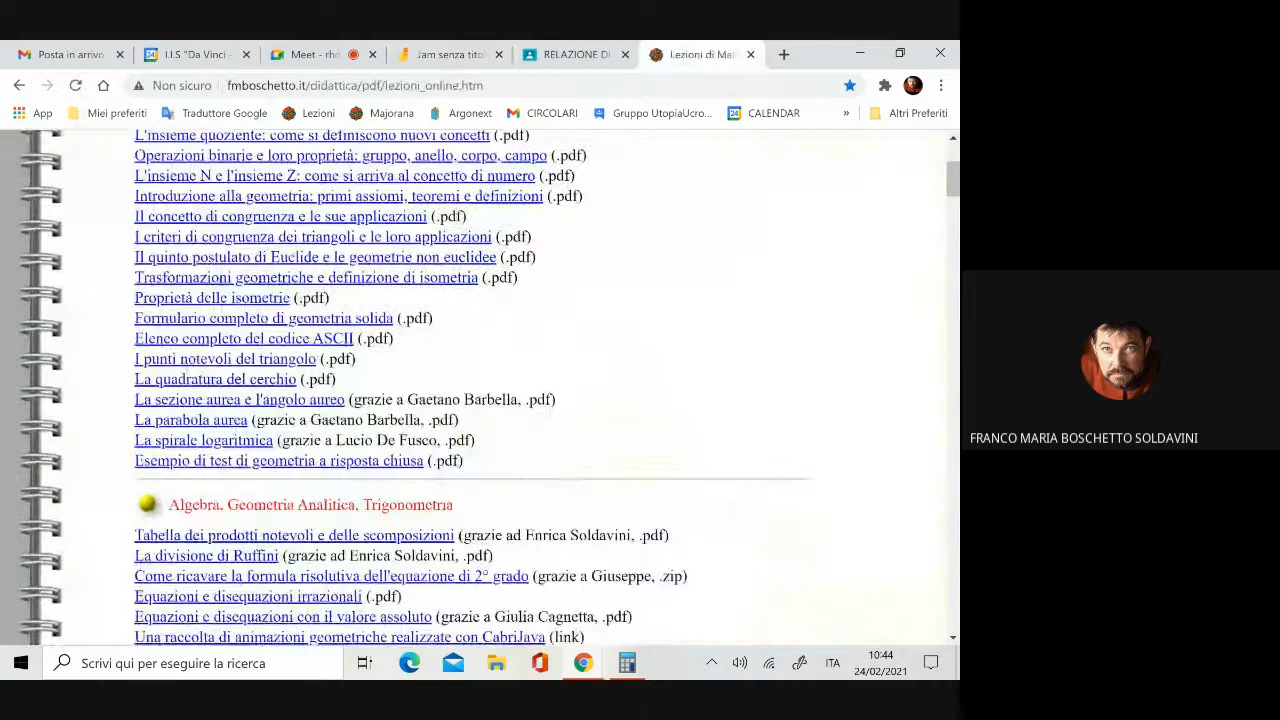 Posta in arrivo
I.I.S "Da Vinci -
Meet - rhd
Jam senza titol
RELAZIONE DI
Lezioni di Mat
Non sicuro
fmboschetto.it/didattica/pdf/lezioni_online.htm
App
Miei preferiti
Traduttore Google
Lezioni
Majorana
Argonext
CIRCOLARI
Gruppo UtopiaUcro...
CALENDAR
»
Altri Preferiti
L'insieme quoziente: come si definiscono nuovi concetti (.pdf)
Operazioni binarie e loro proprietà: gruppo, anello, corpo, campo (.pdf)
L'insieme N e l'insieme Z: come si arriva al concetto di numero (.pdf)
Introduzione alla geometria: primi assiomi, teoremi e definizioni (.pdf)
Il concetto di congruenza e le sue applicazioni (.pdf)
I criteri di congruenza dei triangoli e le loro applicazioni (.pdf)
Il quinto postulato di Euclide e le geometrie non euclidee (.pdf)
Trasformazioni geometriche e definizione di isometria (.pdf)
Proprietà delle isometrie (.pdf)
Formulario completo di geometria solida (.pdf)
Elenco completo del codice ASCII (.pdf)
I punti notevoli del triangolo (.pdf)
La quadratura del cerchio (.pdf)
La sezione aurea e l'angolo aureo (grazie a Gaetano Barbella, .pdf)
La parabola aurea (grazie a Gaetano Barbella, .pdf)
La spirale logaritmica (grazie a Lucio De Fusco, .pdf)
Esempio di test di geometria a risposta chiusa (.pdf)
Algebra, Geometria Analitica, Trigonometria
Tabella dei prodotti notevoli e delle scomposizioni (grazie ad Enrica Soldavini, .pdf)
La divisione di Ruffini (grazie ad Enrica Soldavini, .pdf)
Come ricavare la formula risolutiva dell'equazione di 2° grado (grazie a Giuseppe, .zip)
Equazioni e disequazioni irrazionali (.pdf)
Equazioni e disequazioni con il valore assoluto (grazie a Giulia Cagnetta, .pdf)
Una raccolta di animazioni geometriche realizzate con CabriJava (link)
Scrivi qui per eseguire la ricerca
ITA
10:44
24/02/2021
FRANCO MARIA BOSCHETTO SOLDAVINI